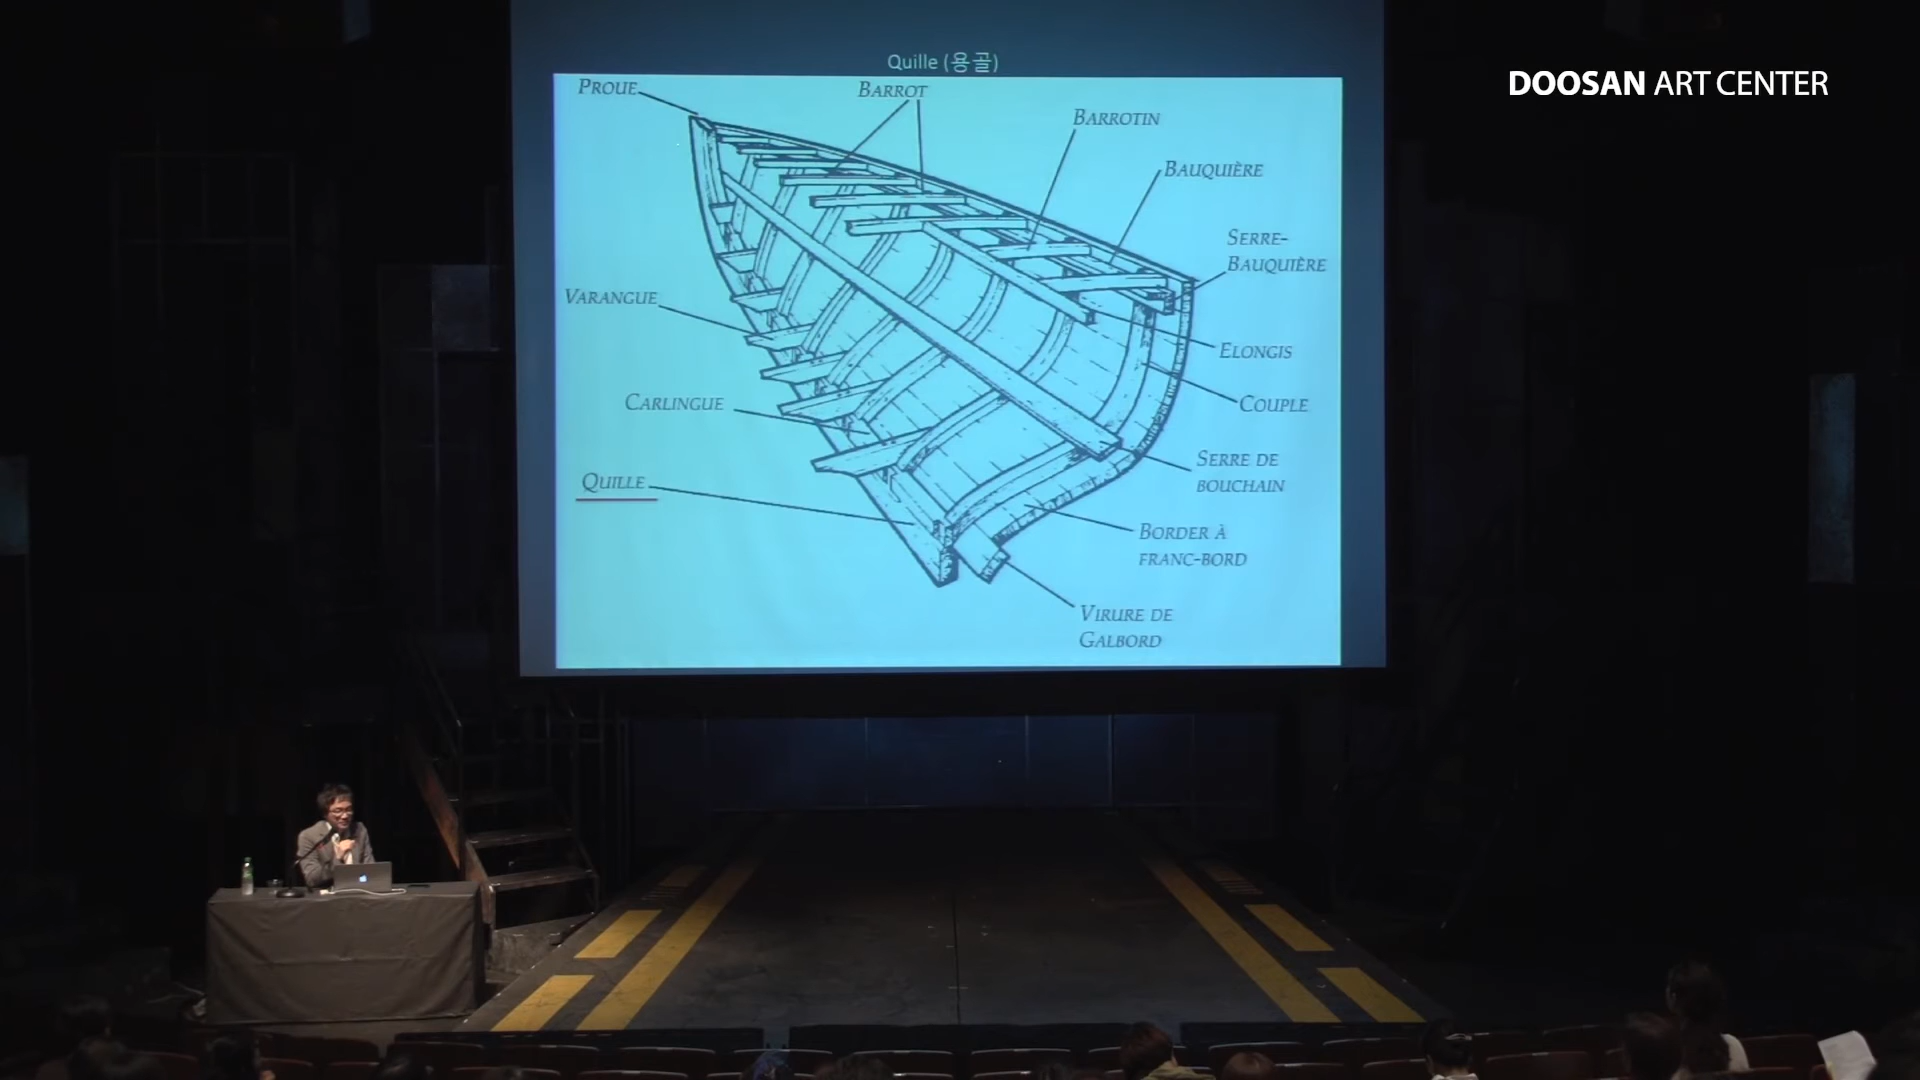 Quille (용골)
DOOSAN ART CENTER
PROUE
BARROT
BARROTIN
BAUQUIÈRE
SERRE-
BAUQUIÈRE
VARANGUE
ELONGIS
CARLINGUE
COUPLE
SERRE DE
BOUCHAIN
QUILLE
BORDER À
FRANC-BORD
VIRURE DE
GALBORD